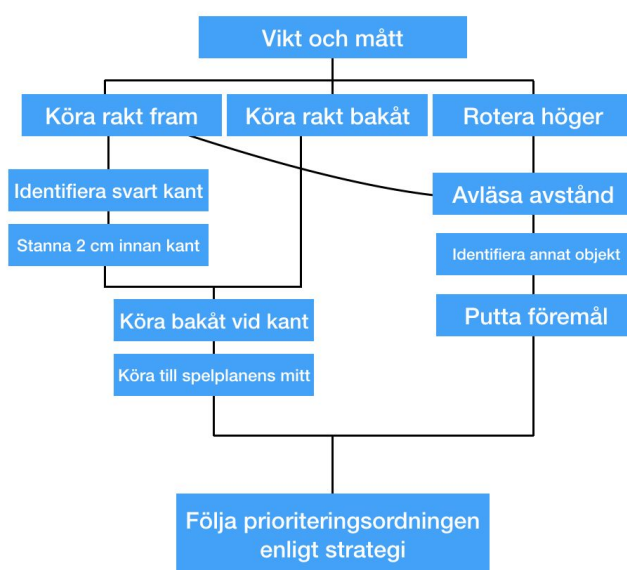 Vikt och mått
Köra rakt fram
Köra rakt bakåt
Rotera höger
Identifiera svart kant
Avläsa avstånd
Stanna 2 cm innan kant
Identifiera annat objekt
Köra bakåt vid kant
Putta föremål
Köra till spelplanens mitt
Följa prioriteringsordningen
enligt strategi